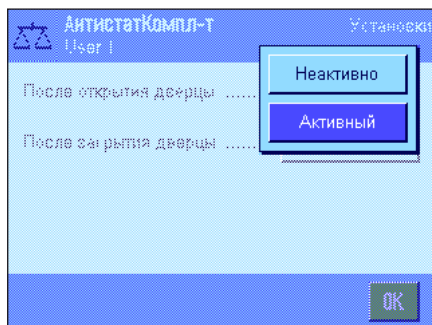 АнтистатКомпл-т
Установки
User 1
Неактивно
После открытия дверцы ......
Активный
После закрытия дверцы ......
OK